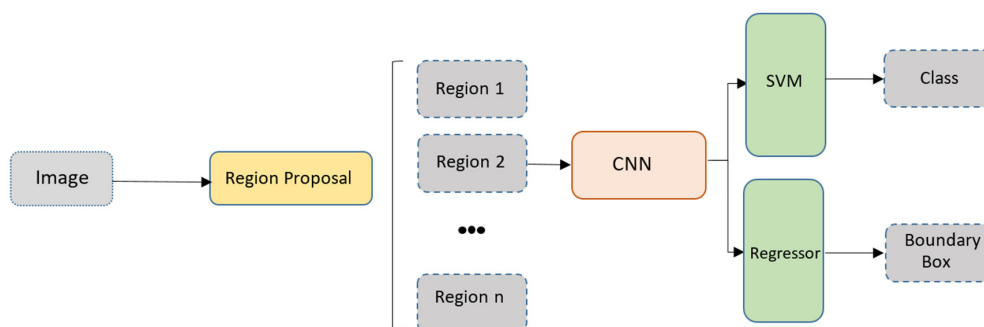 Image
Region Proposal
Region 1
Region 2
•••
Region n
CNN
SVM
Regressor
Class
Boundary
Box